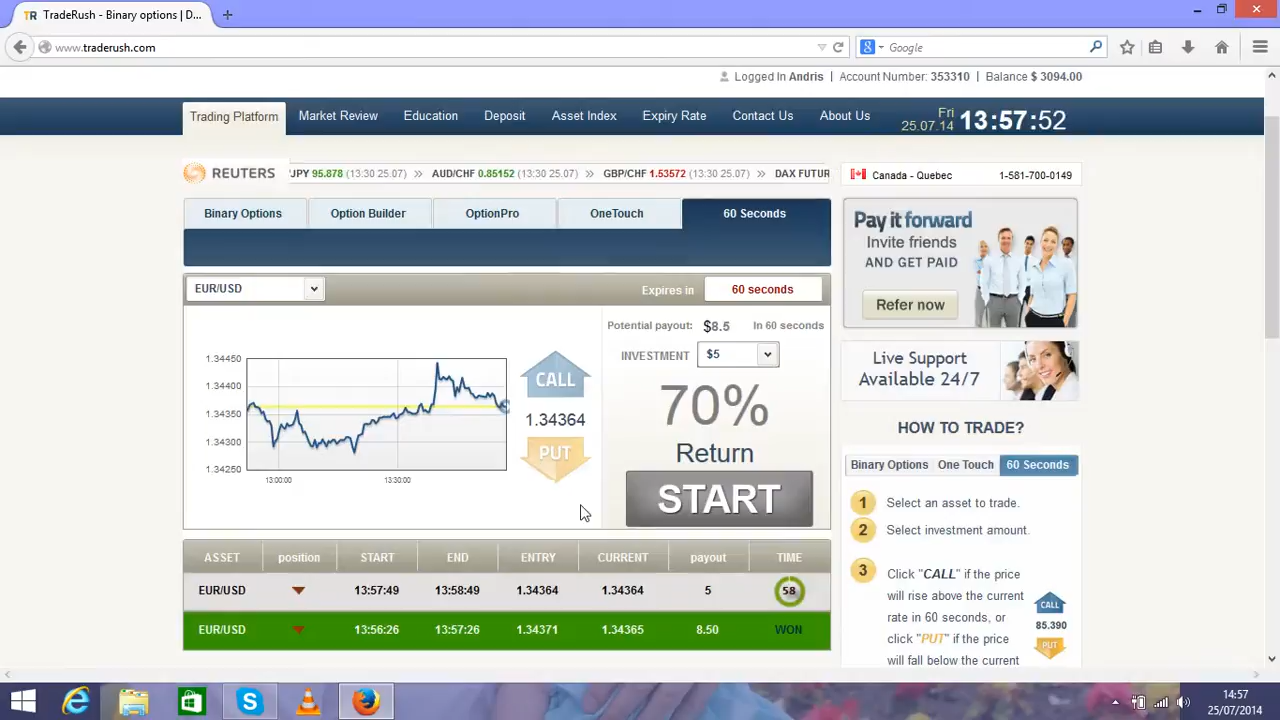 TR TradeRush - Binary options | D...
www.traderush.com
Google
Logged In Andris | Account Number: 353310 | Balance $ 3094.00
Trading Platform Market Review Education Deposit Asset Index Expiry Rate Contact Us About Us Fri 25.07.14 13:57:52
REUTERS /JPY 95.878 (13:30 25.07) >> AUD/CHF 0.85152 (13:30 25.07) >> GBP/CHF 1.53572 (13:30 25.07) >> DAX FUTUR
Canada - Quebec 1-581-700-0149
Binary Options Option Builder OptionPro OneTouch 60 Seconds
Pay it forward
Invite friends
AND GET PAID
Refer now
EUR/USD Expires in 60 seconds
Potential payout: $8.5 In 60 seconds
INVESTMENT $5
70%
Return
START
1.34450
1.34400
1.34350
1.34300
1.34250
13:00:00 13:30:00
CALL
1.34364
PUT
Live Support
Available 24/7
HOW TO TRADE?
Binary Options One Touch 60 Seconds
1 Select an asset to trade.
2 Select investment amount.
3 Click "CALL" if the price
will rise above the current
rate in 60 seconds, or
click "PUT" if the price
will fall below the current
CALL
85.390
PUT
ASSET position START END ENTRY CURRENT payout TIME
EUR/USD 13:57:49 13:58:49 1.34364 1.34364 5 58
EUR/USD 13:56:26 13:57:26 1.34371 1.34365 8.50 WON
14:57
25/07/2014